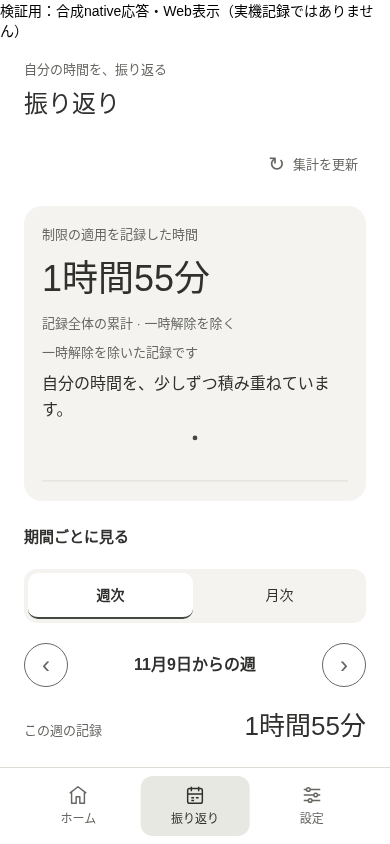 検証用：合成native応答・Web表示（実機記録ではありませ
ん）
自分の時間を、振り返る
振り返り
↻ 集計を更新
制限の適用を記録した時間
1時間55分
記録全体の累計 · 一時解除を除く
一時解除を除いた記録です
自分の時間を、少しずつ積み重ねていま
す。
期間ごとに見る
週次 月次
‹ 11月9日からの週 ›
この週の記録 1時間55分
ホーム 振り返り 設定